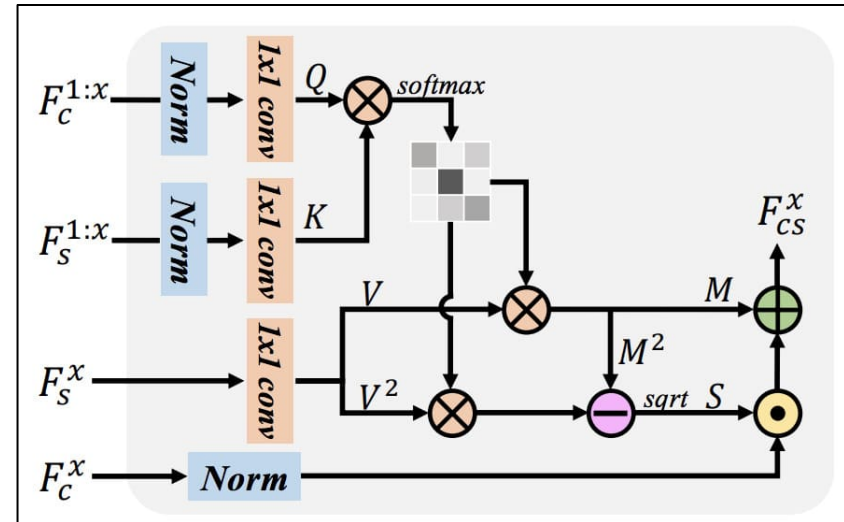 F_c^{1:x} Norm 1x1 conv Q softmax
F_s^{1:x} Norm 1x1 conv K
F_cs^x
F_s^x 1x1 conv V M
V^2 M^2 sqrt S
F_c^x Norm